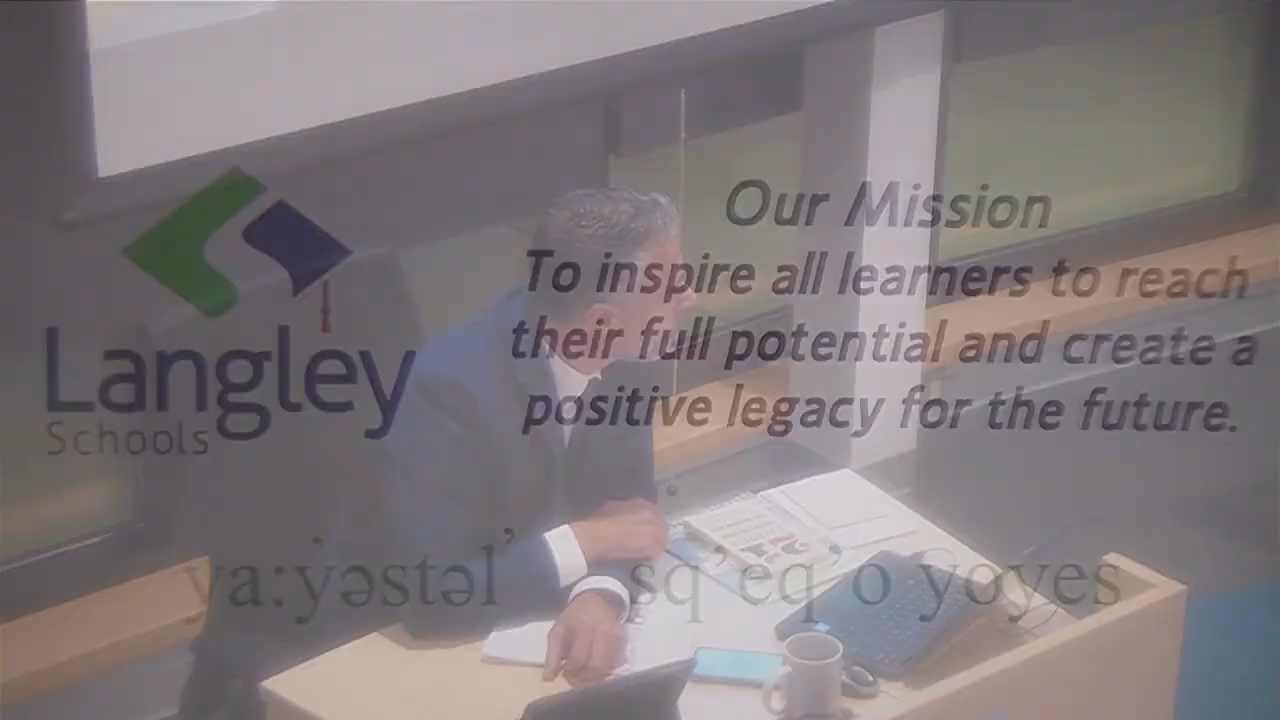 Langley
Schools
Our Mission
To inspire all learners to reach
their full potential and create a
positive legacy for the future.
ya:yəstəl̓ sq̓eq̓o yoyes